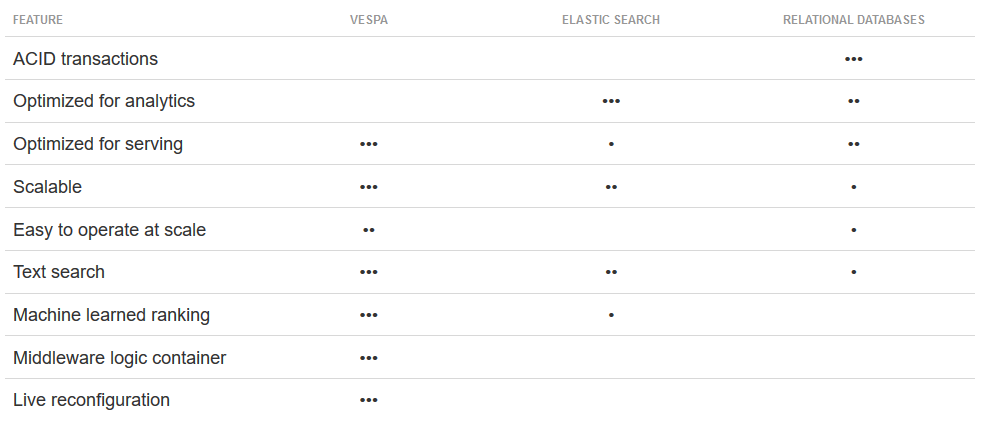 FEATURE VESPA ELASTIC SEARCH RELATIONAL DATABASES
ACID transactions •••
Optimized for analytics ••• ••
Optimized for serving ••• • ••
Scalable ••• •• •
Easy to operate at scale •• •
Text search ••• •• •
Machine learned ranking ••• •
Middleware logic container •••
Live reconfiguration •••